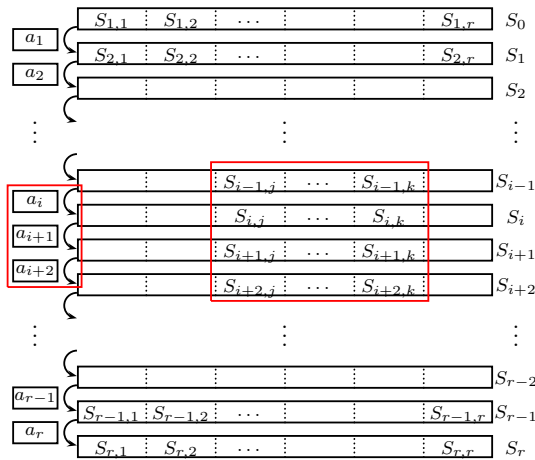 S_{1,1} S_{1,2} ... S_{1,r} S_0
a_1
S_{2,1} S_{2,2} ... S_{2,r} S_1
a_2
S_2
⋮ ⋮ ⋮
S_{i-1,j} ... S_{i-1,k} S_{i-1}
a_i
S_{i,j} ... S_{i,k} S_i
a_{i+1}
S_{i+1,j} ... S_{i+1,k} S_{i+1}
a_{i+2}
S_{i+2,j} ... S_{i+2,k} S_{i+2}
⋮ ⋮ ⋮
S_{r-2}
a_{r-1}
S_{r-1,1} S_{r-1,2} ... S_{r-1,r} S_{r-1}
a_r
S_{r,1} S_{r,2} ... S_{r,r} S_r